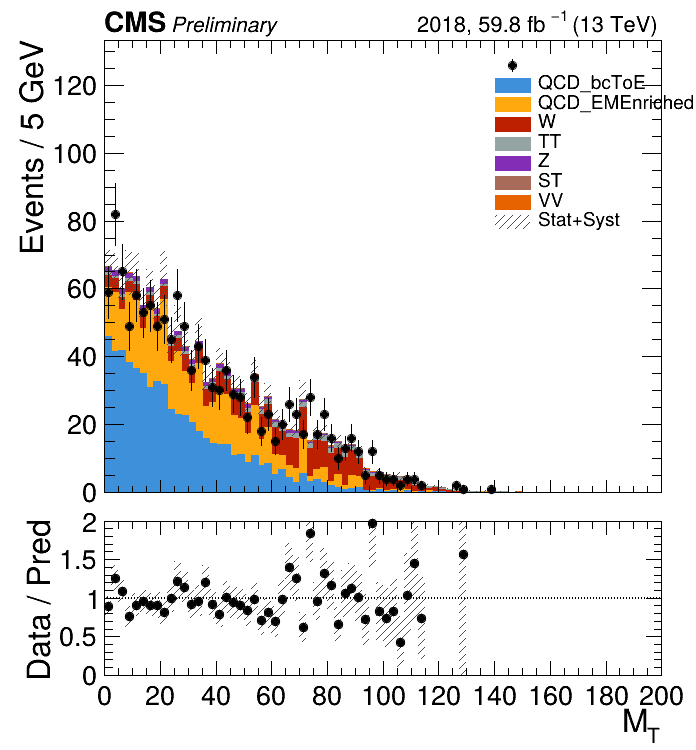 CMS Preliminary 2018, 59.8 fb⁻¹ (13 TeV)
Events / 5 GeV
120
100
80
60
40
20
0
QCD_bcToE
QCD_EMEnriched
W
TT
Z
ST
VV
Stat+Syst
Data / Pred
2
1.5
1
0.5
0
0 20 40 60 80 100 120 140 160 180 200
M_T